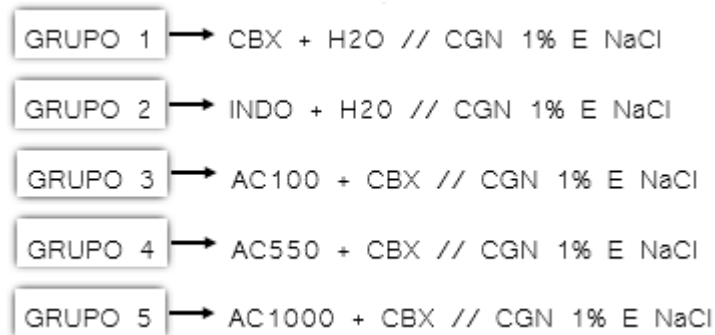 GRUPO 1 CBX + H2O // CGN 1% E NaCl
GRUPO 2 INDO + H2O // CGN 1% E NaCl
GRUPO 3 AC100 + CBX // CGN 1% E NaCl
GRUPO 4 AC550 + CBX // CGN 1% E NaCl
GRUPO 5 AC1000 + CBX // CGN 1% E NaCl